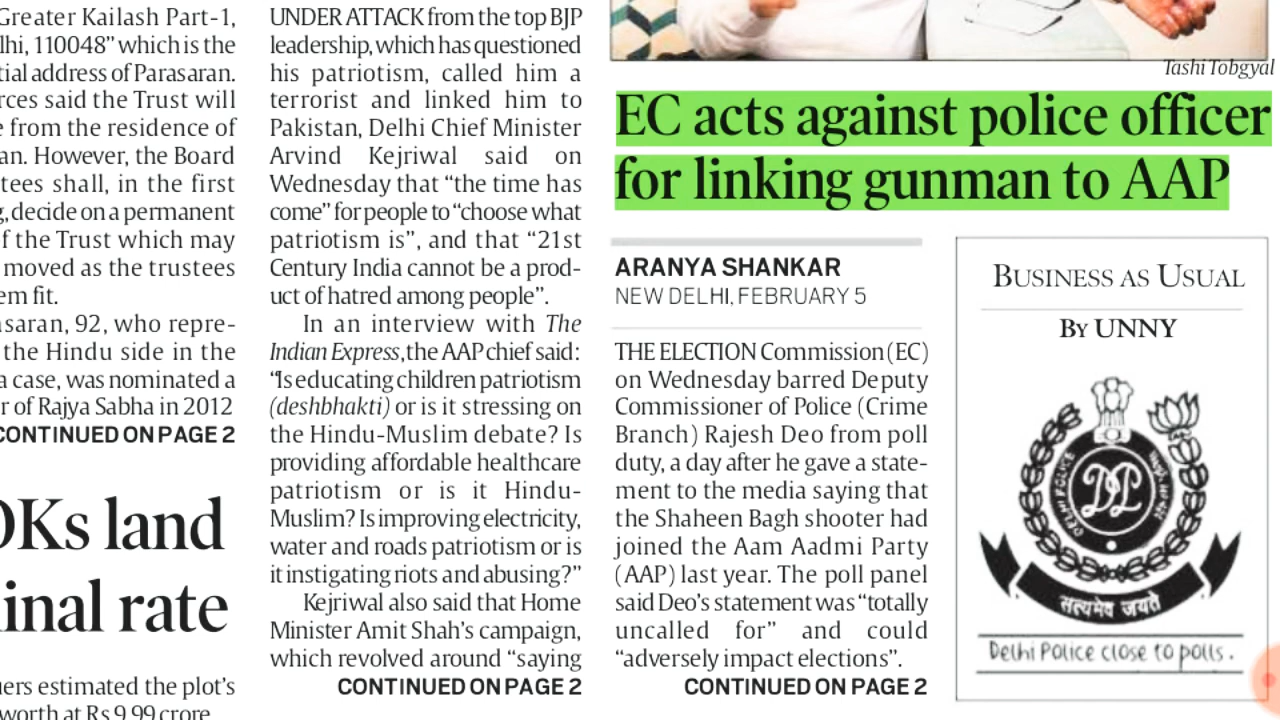 Greater Kailash Part-1,
lhi, 110048” which is the
tial address of Parasaran.
rces said the Trust will
e from the residence of
an. However, the Board
tees shall, in the first
g, decide on a permanent
f the Trust which may
moved as the trustees
em fit.
asaran, 92, who repre-
the Hindu side in the
a case, was nominated a
r of Rajya Sabha in 2012
CONTINUED ON PAGE 2
OKs land
inal rate
uers estimated the plot’s
worth at Rs 9.99 crore
UNDER ATTACK from the top BJP
leadership, which has questioned
his patriotism, called him a
terrorist and linked him to
Pakistan, Delhi Chief Minister
Arvind Kejriwal said on
Wednesday that “the time has
come” for people to “choose what
patriotism is”, and that “21st
Century India cannot be a prod-
uct of hatred among people”.
In an interview with The
Indian Express, the AAP chief said:
“Is educating children patriotism
(deshbhakti) or is it stressing on
the Hindu-Muslim debate? Is
providing affordable healthcare
patriotism or is it Hindu-
Muslim? Is improving electricity,
water and roads patriotism or is
it instigating riots and abusing?”
Kejriwal also said that Home
Minister Amit Shah’s campaign,
which revolved around “saying
CONTINUED ON PAGE 2
Tashi Tobgyal
EC acts against police officer
for linking gunman to AAP
ARANYA SHANKAR
NEW DELHI, FEBRUARY 5
THE ELECTION Commission (EC)
on Wednesday barred Deputy
Commissioner of Police (Crime
Branch) Rajesh Deo from poll
duty, a day after he gave a state-
ment to the media saying that
the Shaheen Bagh shooter had
joined the Aam Aadmi Party
(AAP) last year. The poll panel
said Deo’s statement was “totally
uncalled for” and could
“adversely impact elections”.
CONTINUED ON PAGE 2
BUSINESS AS USUAL
BY UNNY
DELHI POLICE
DL
सत्यमेव जयते
Delhi Police close to polls.